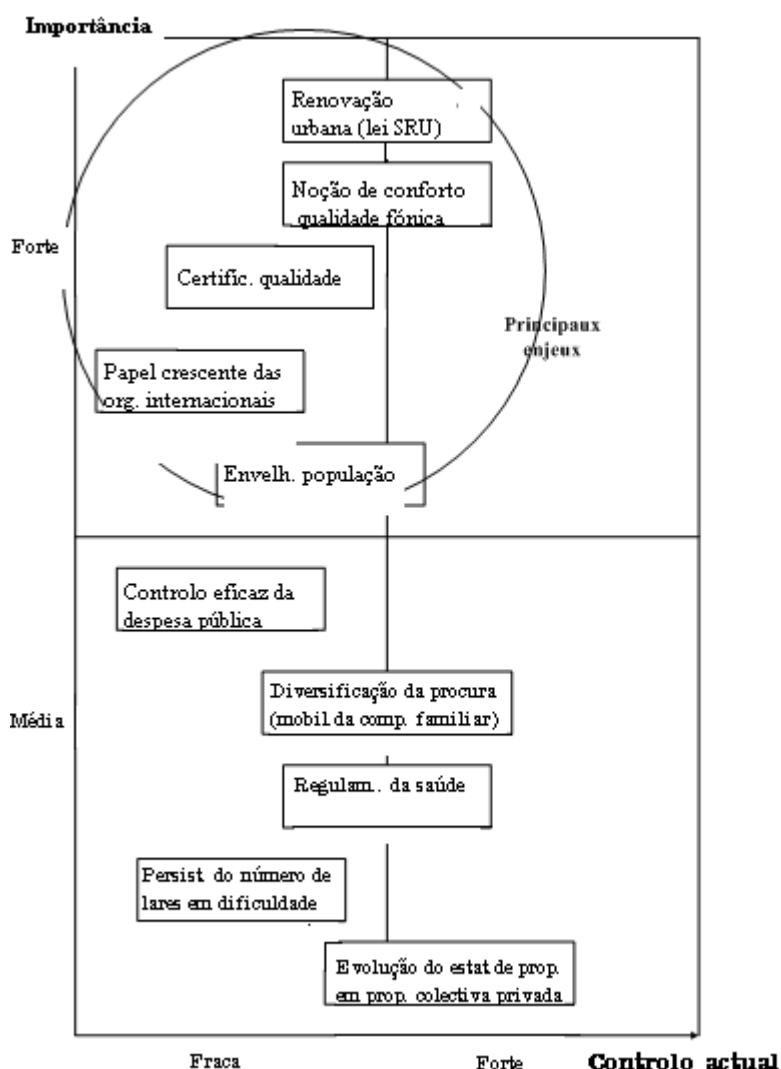 Importância
Renovação
urbana (lei SRU)
Noção de conforto
qualidade fónica
Forte
Certific. qualidade
Principaux
enjeux
Papel crescente das
org. internacionais
Envelh. população
Controlo eficaz da
despesa pública
Diversificação da procura
(mobil da comp. familiar)
Média
Regulam.. da saúde
Persist. do número de
lares em dificuldade
Evolução do estat de prop.
em prop. colectiva privada
Fraca
Forte
Controlo actual